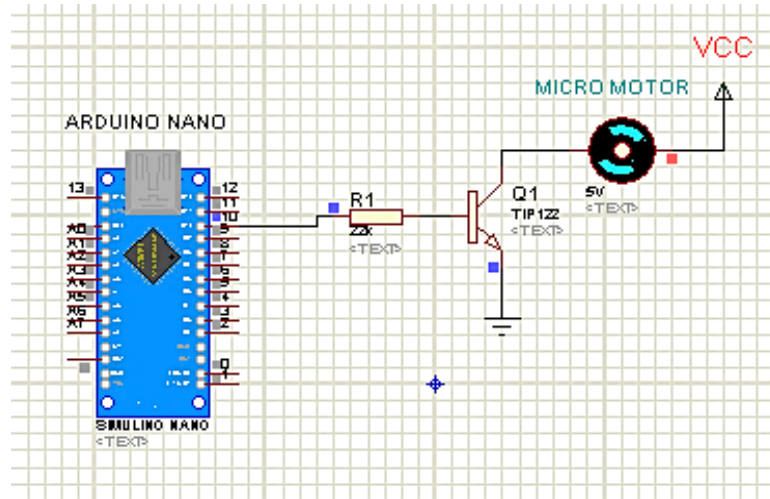 VCC
MICRO MOTOR
ARDUINO NANO
13
12
11
10
9
8
7
6
5
4
3
2
0
1
A0
A1
A2
A3
A4
A5
A6
A7
R1
22k
<TEXT>
Q1
TIP122
<TEXT>
5V
<TEXT>
SIMULINO NANO
<TEXT>